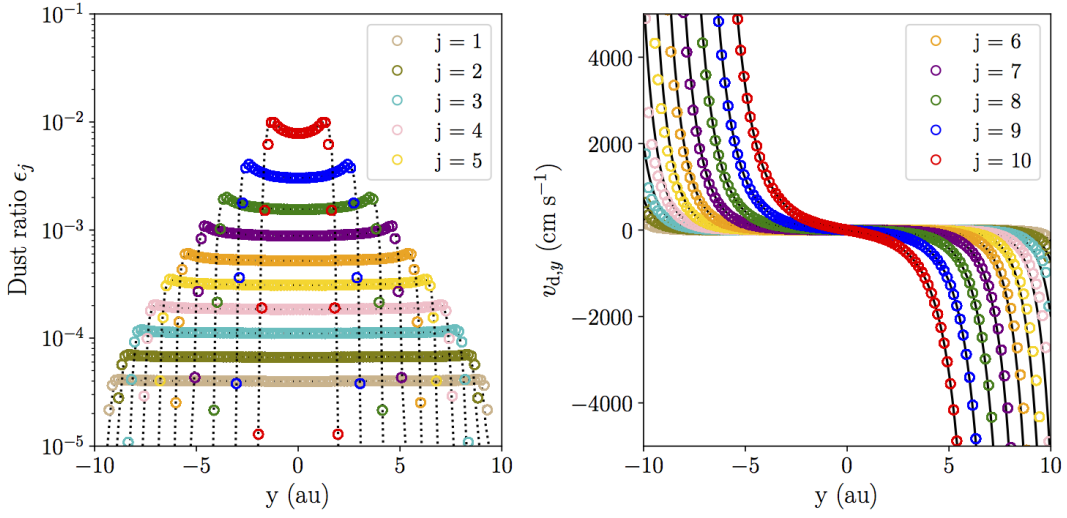 10⁻¹
10⁻²
10⁻³
10⁻⁴
10⁻⁵
Dust ratio ϵⱼ
−10
−5
0
5
10
y (au)
j = 1
j = 2
j = 3
j = 4
j = 5
4000
2000
0
−2000
−4000
v_{d,y} (cm s⁻¹)
−10
−5
0
5
10
y (au)
j = 6
j = 7
j = 8
j = 9
j = 10